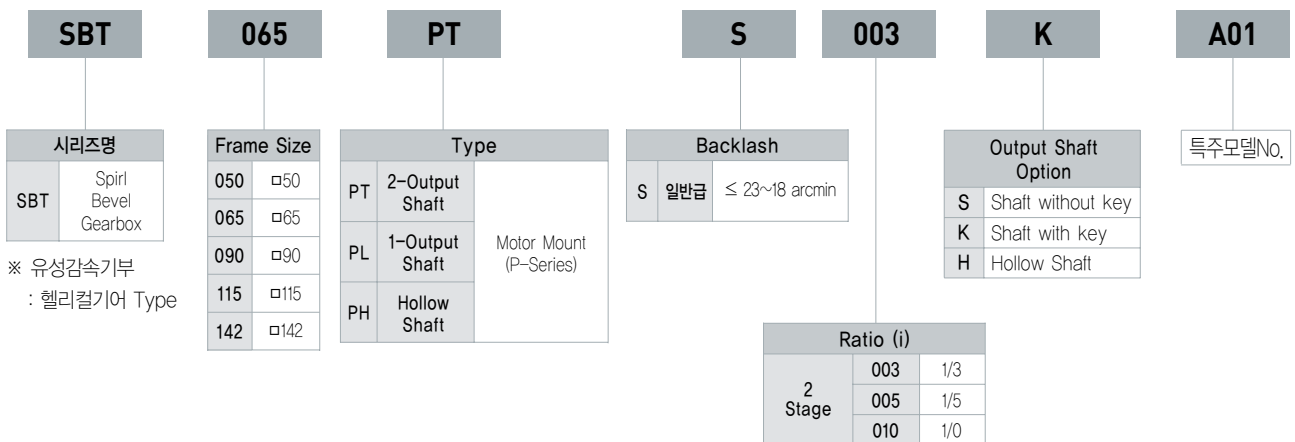 SBT 065 PT S 003 K A01
시리즈명
SBT
Spirl
Bevel
Gearbox
※ 유성감속기부
: 헬리컬기어 Type
Frame Size
050 □50
065 □65
090 □90
115 □115
142 □142
Type
PT
2-Output
Shaft
PL
1-Output
Shaft
PH
Hollow
Shaft
Motor Mount
(P-Series)
Backlash
S 일반급 ≤ 23~18 arcmin
Ratio (i)
2
Stage
003 1/3
005 1/5
010 1/0
Output Shaft
Option
S Shaft without key
K Shaft with key
H Hollow Shaft
특주모델No.